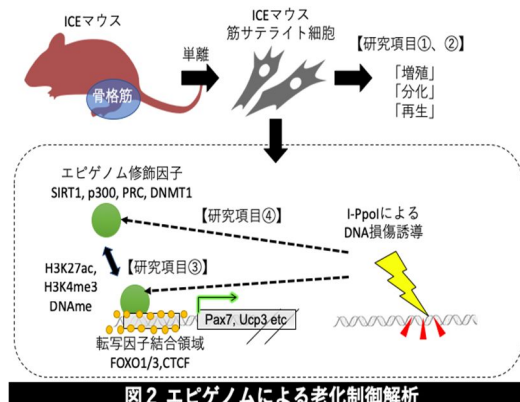 ICEマウス
骨格筋
単離
ICEマウス
筋サテライト細胞
【研究項目①、②】
「増殖」
「分化」
「再生」
エピゲノム修飾因子
SIRT1, p300, PRC, DNMT1
【研究項目④】
I-PpoIによる
DNA損傷誘導
H3K27ac,
H3K4me3
DNAme
【研究項目③】
Pax7, Ucp3 etc
転写因子結合領域
FOXO1/3,CTCF
図2 エピゲノムによる老化制御解析